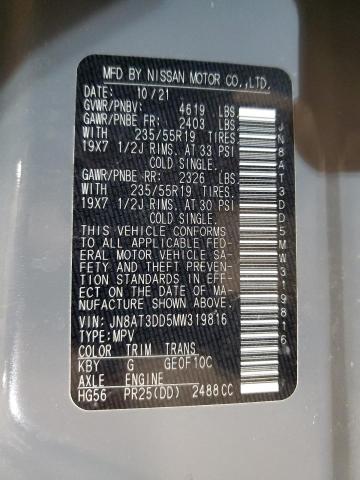 MFD BY NISSAN MOTOR CO.,LTD.
DATE: 10/21
GVWR/PNBV: 4619 LBS.
GAWR/PNBE FR: 2403 LBS.
WITH 235/55R19 TIRES.
19X7 1/2J RIMS.AT 33 PSI
COLD SINGLE.
GAWR/PNBE RR: 2326 LBS.
WITH 235/55R19 TIRES.
19X7 1/2J RIMS.AT 30 PSI
COLD SINGLE.
THIS VEHICLE CONFORMS
TO ALL APPLICABLE FED-
ERAL MOTOR VEHICLE SA-
FETY AND THEFT PREVENTION
STANDARDS IN EFF-
ECT ON THE DATE OF MA-
NUFACTURE SHOWN ABOVE.
VIN: JN8AT3DD5MW319816
TYPE:MPV
COLOR TRIM TRANS
KBY G GE0F10C
AXLE ENGINE
HG56 PR25(DD) 2488CC
JN8AT3DD5MW319816